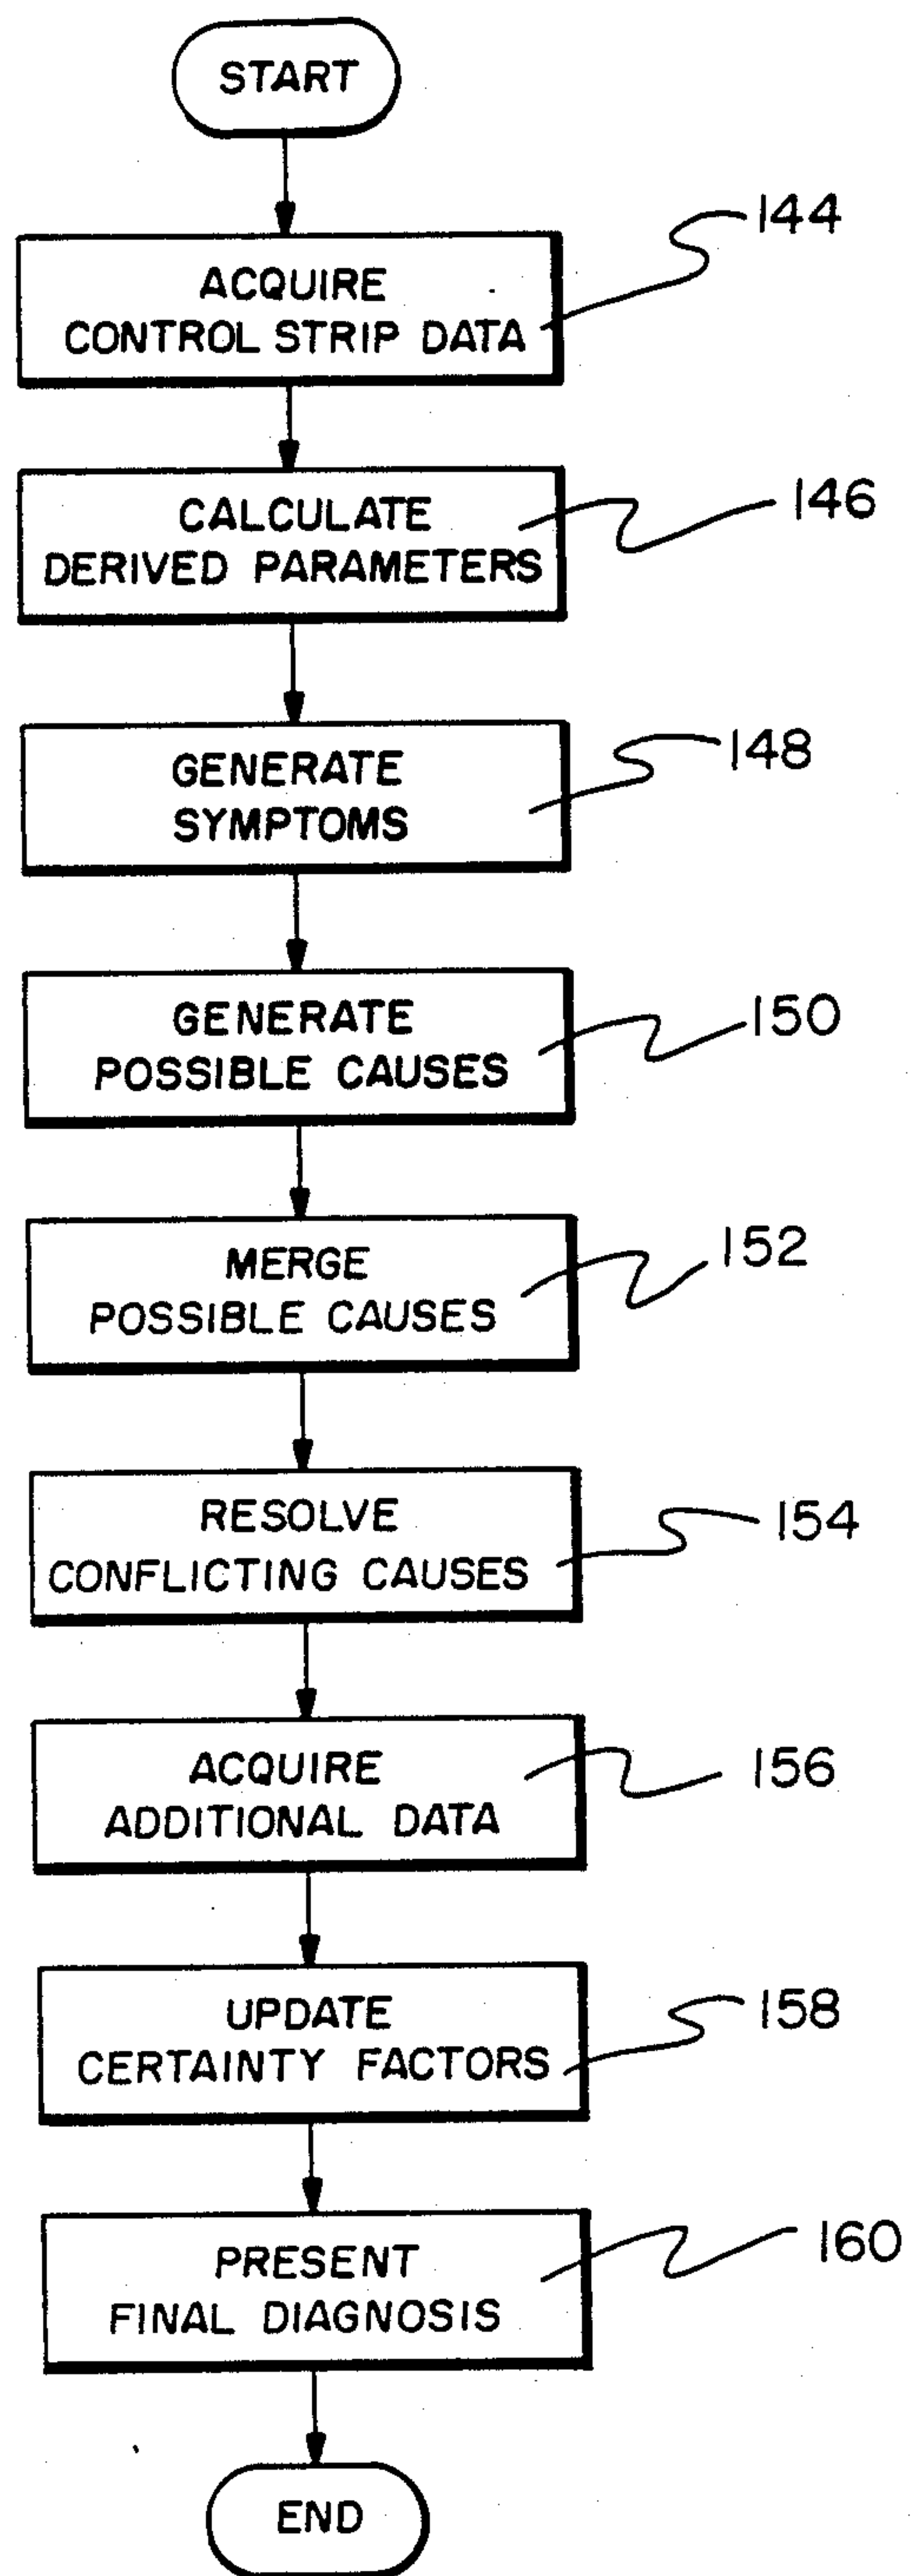 START
144
ACQUIRE
CONTROL STRIP DATA
146
CALCULATE
DERIVED PARAMETERS
148
GENERATE
SYMPTOMS
150
GENERATE
POSSIBLE CAUSES
152
MERGE
POSSIBLE CAUSES
154
RESOLVE
CONFLICTING CAUSES
156
ACQUIRE
ADDITIONAL DATA
158
UPDATE
CERTAINTY FACTORS
160
PRESENT
FINAL DIAGNOSIS
END